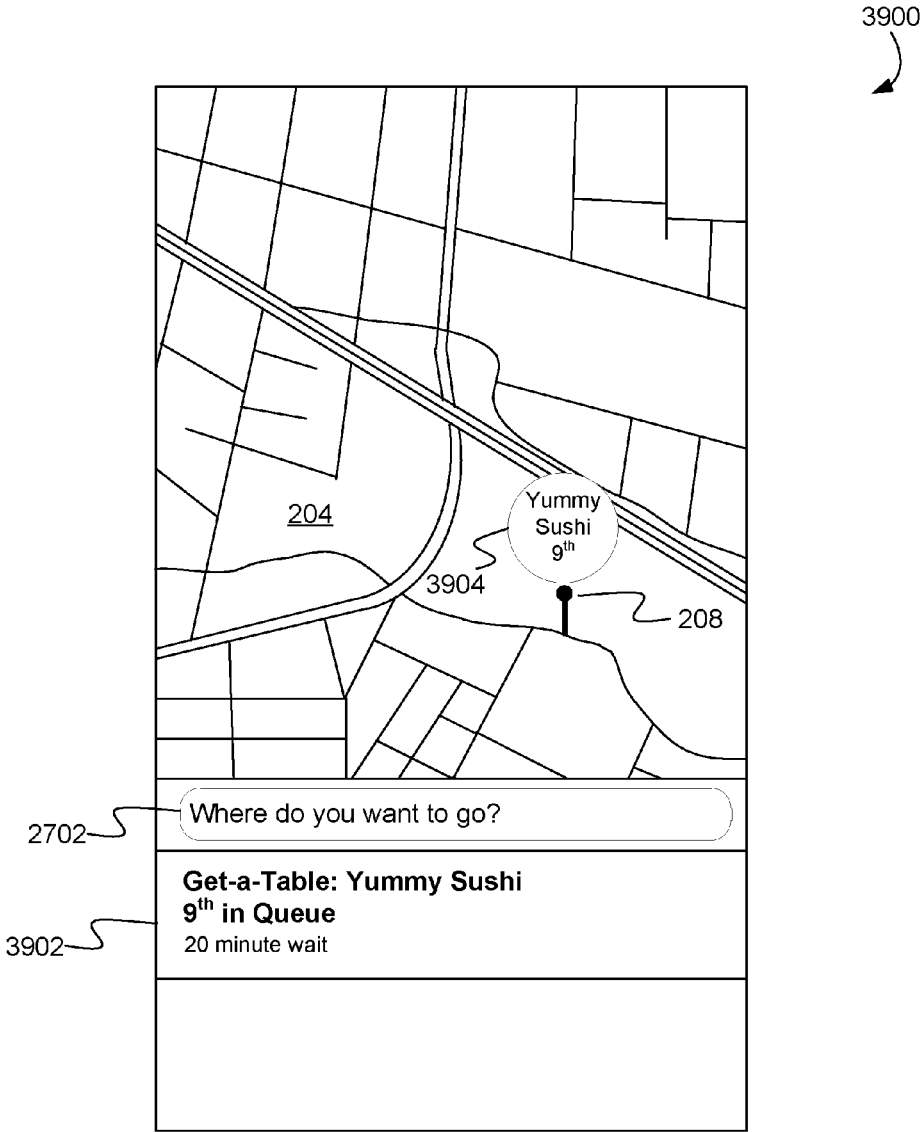 3900
Yummy
Sushi
9th
204
3904
208
Where do you want to go?
2702
Get-a-Table: Yummy Sushi
9th in Queue
20 minute wait
3902